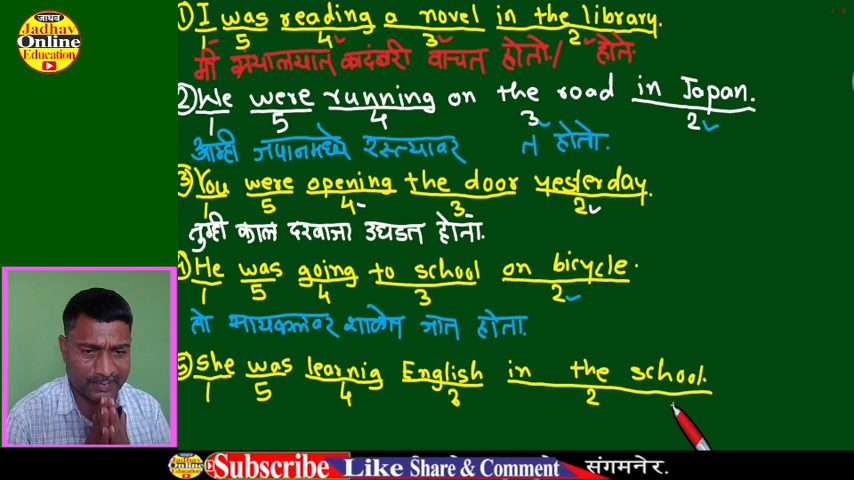 जाधव
Jadhav
Online
Education
1) I was reading a novel in the library.
1 5 4 3 2
मी ग्रंथालयात कादंबरी वाचत होतो/ होते.
② We were running on the road in Japan.
1 5 4 3 2
आम्ही जपानमध्ये रस्त्यावर त होतो.
③ You were opening the door yesterday.
1 5 4 3 2
तुम्ही काल दरवाजा उघडत होता.
He was going to school on bicycle.
1 5 4 3 2
तो सायकलवर शाळेत जात होता.
5) She was learnig English in the school.
1 5 4 3 2
Jadhav
Online
Education
Subscribe Like Share & Comment संगमनेर.